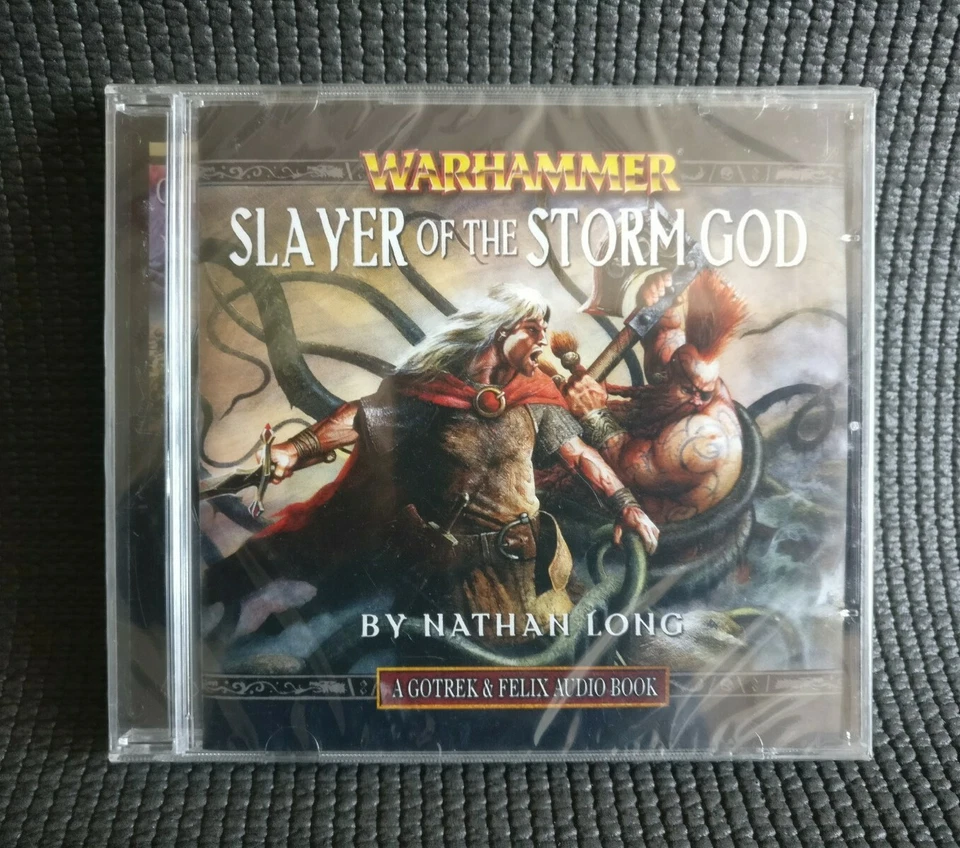 WARHAMMER
SLAYER OF THE STORM GOD
BY NATHAN LONG
A GOTREK & FELIX AUDIO BOOK